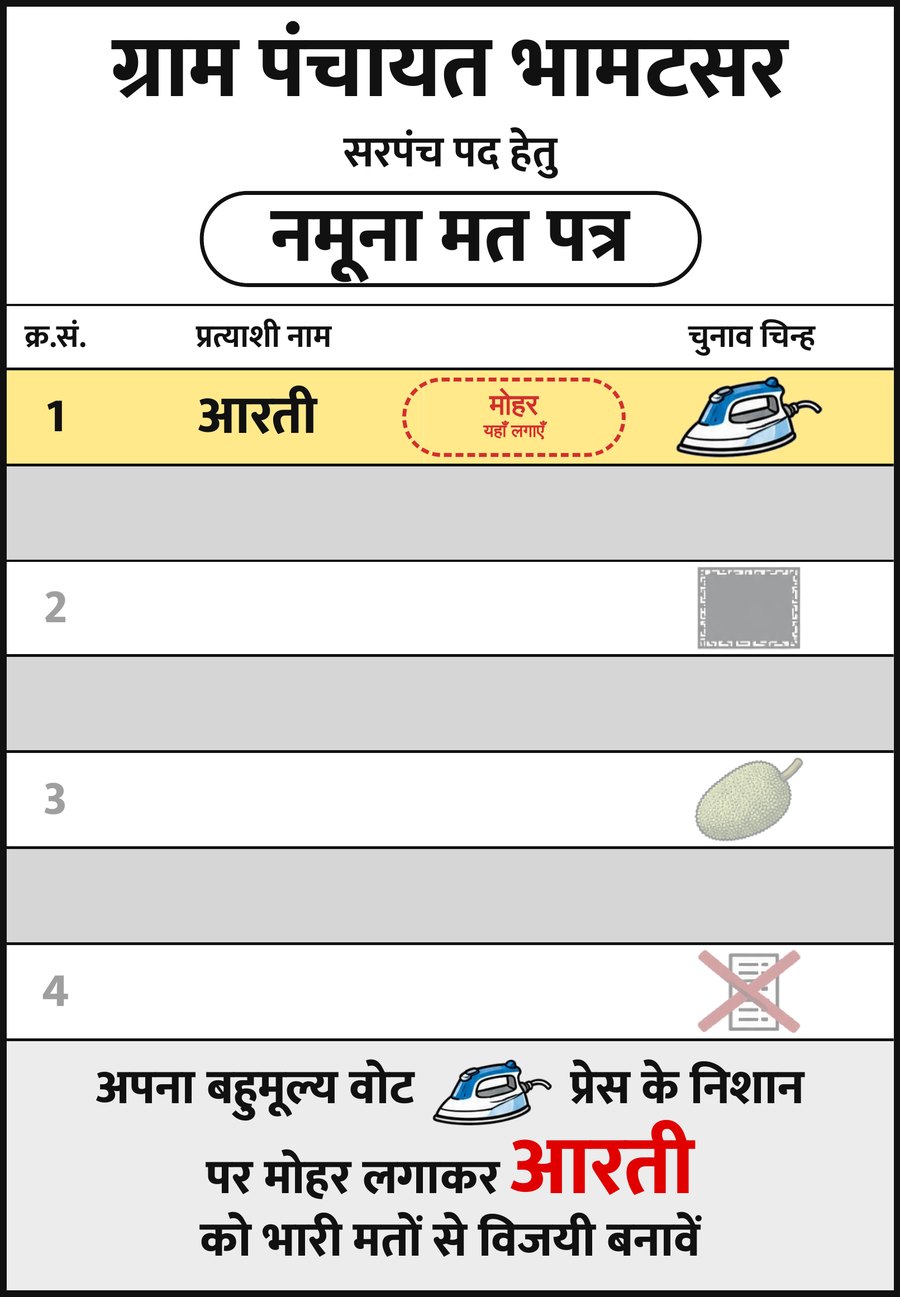 ग्राम पंचायत भामटसर
सरपंच पद हेतु
नमूना मत पत्र
क्र.सं. प्रत्याशी नाम चुनाव चिन्ह
1 आरती मोहर
यहाँ लगाएँ
2
3
4
अपना बहुमूल्य वोट प्रेस के निशान
पर मोहर लगाकर आरती
को भारी मतों से विजयी बनावें